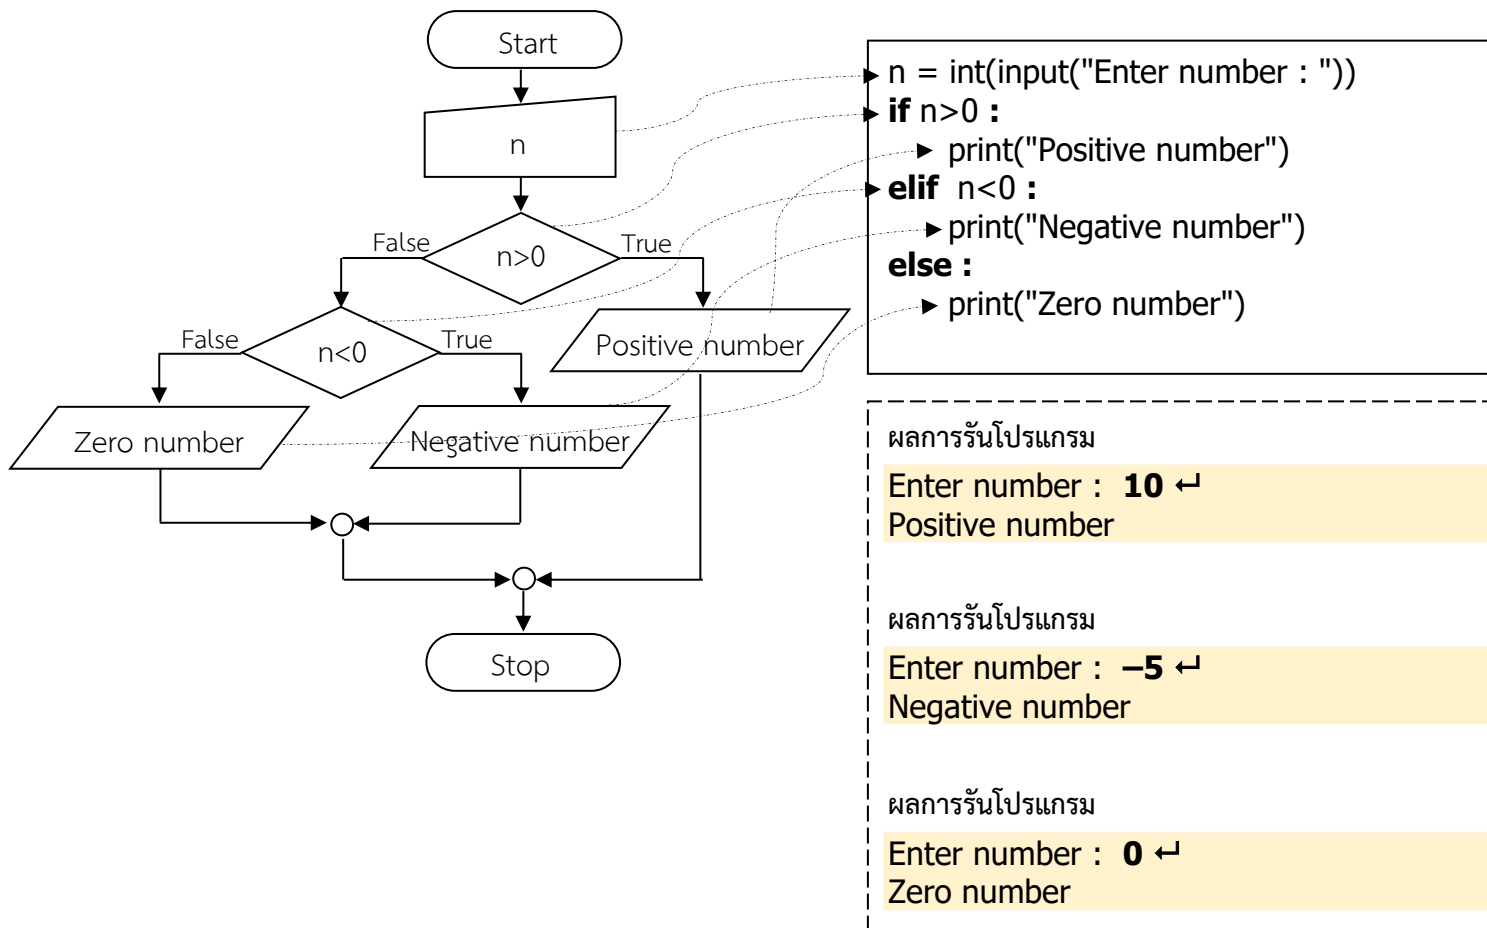 Start
n
n>0
False
True
n<0
False
True
Positive number
Zero number
Negative number
Stop
n = int(input("Enter number : "))
if n>0 :
print("Positive number")
elif n<0 :
print("Negative number")
else :
print("Zero number")
ผลการรันโปรแกรม
Enter number : 10 ↵
Positive number
ผลการรันโปรแกรม
Enter number : –5 ↵
Negative number
ผลการรันโปรแกรม
Enter number : 0 ↵
Zero number